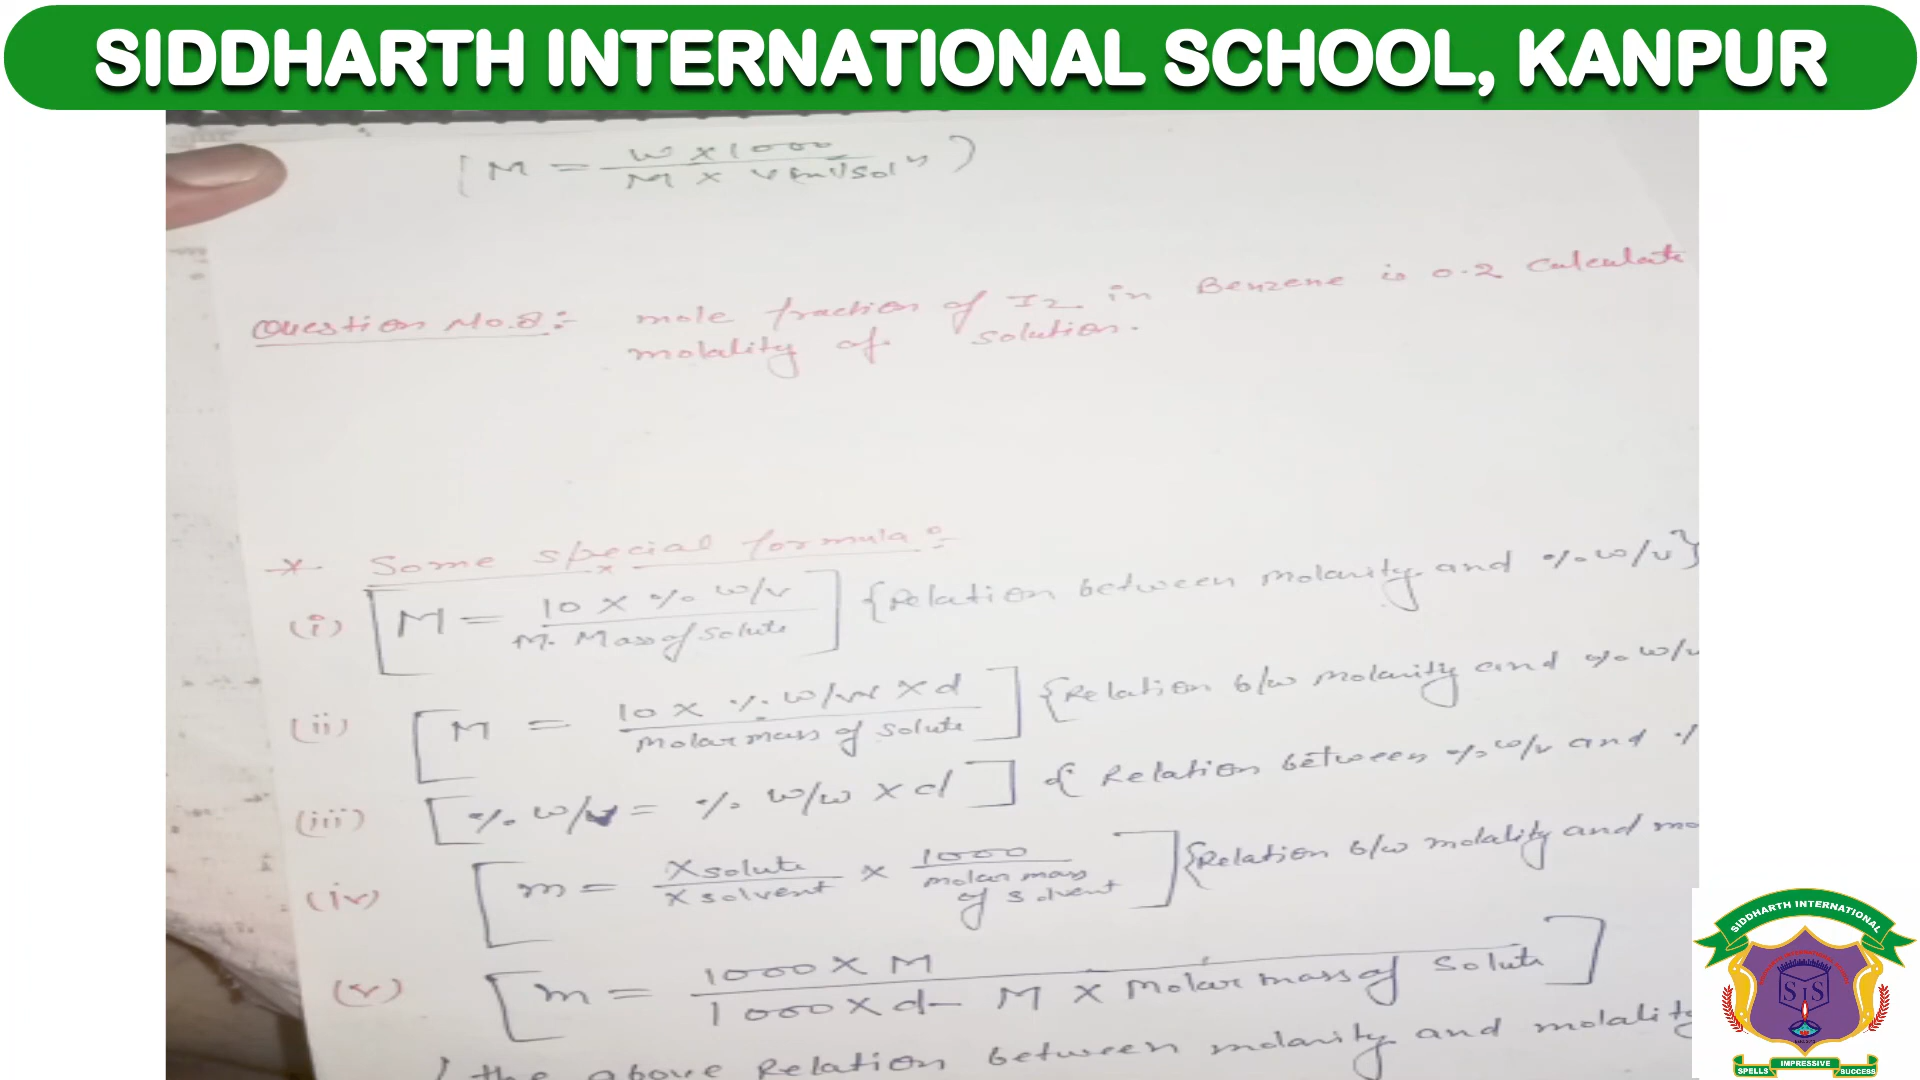 SIDDHARTH INTERNATIONAL SCHOOL, KANPUR
[M = W × 1000 / M × V(ml)soln)
Question No.8:- mole fraction of I2 in Benzene is 0.2 calculate
molality of solution.
* Some special formula:-
(i) [M = 10 × % w/v / M. Mass of solute] {Relation between molarity and % w/v}
(ii) [M = 10 × % w/w × d / molar mass of solute] {Relation b/w molarity and % w/
(iii) [% w/v = % w/w × d] { Relation between % w/v and %
(iv) [m = X solute / X solvent × 1000 / molar mass of solvent] {Relation b/w molality and mo
(v) [m = 1000 × M / 1000 × d - M × Molar mass of solute]
the above Relation between molarity and molality
SIDDHARTH INTERNATIONAL
SIS
SPELLS IMPRESSIVE SUCCESS